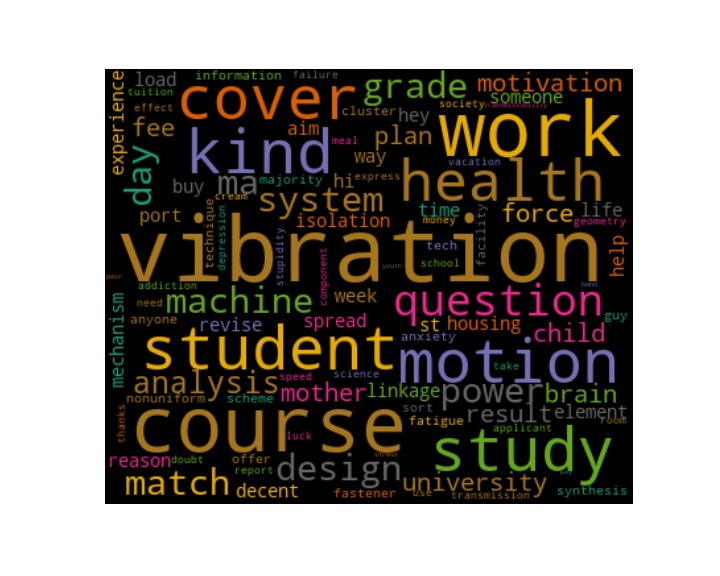 experience
load
information
failure
tuition
effect
cover
grade
motivation
society
someone
cluster
hey
fee
aim
meal
plan
work
day
kind
way
vacation
buy
ma
majority
hi
express
health
cream
system
port
technique
depression
isolation
time
money
force
life
geometry
vibration
stupidity
component
tech
school
facility
help
addiction
need
machine
week
question
guy
anyone
revise
spread
st
housing
child
mechanism
student
anxiety
motion
science
take
analysis
speed
mother
linkage
power
brain
nonuniform
scheme
sort
result
element
thanks
course
luck
fatigue
applicant
room
study
reason
doubt
offer
report
design
stress
university
match
decent
fastener
use
transmission
synthesis